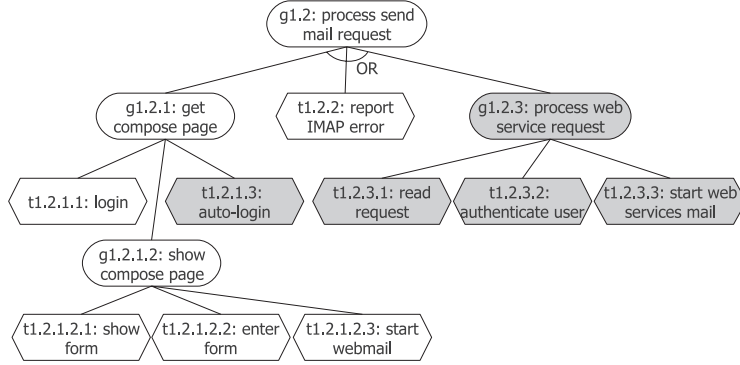 g1.2: process send
mail request
OR
g1.2.1: get
compose page
t1.2.2: report
IMAP error
g1.2.3: process web
service request
t1.2.1.1: login
t1.2.1.3:
auto-login
t1.2.3.1: read
request
t1.2.3.2:
authenticate user
t1.2.3.3: start web
services mail
g1.2.1.2: show
compose page
t1.2.1.2.1: show
form
t1.2.1.2.2: enter
form
t1.2.1.2.3: start
webmail